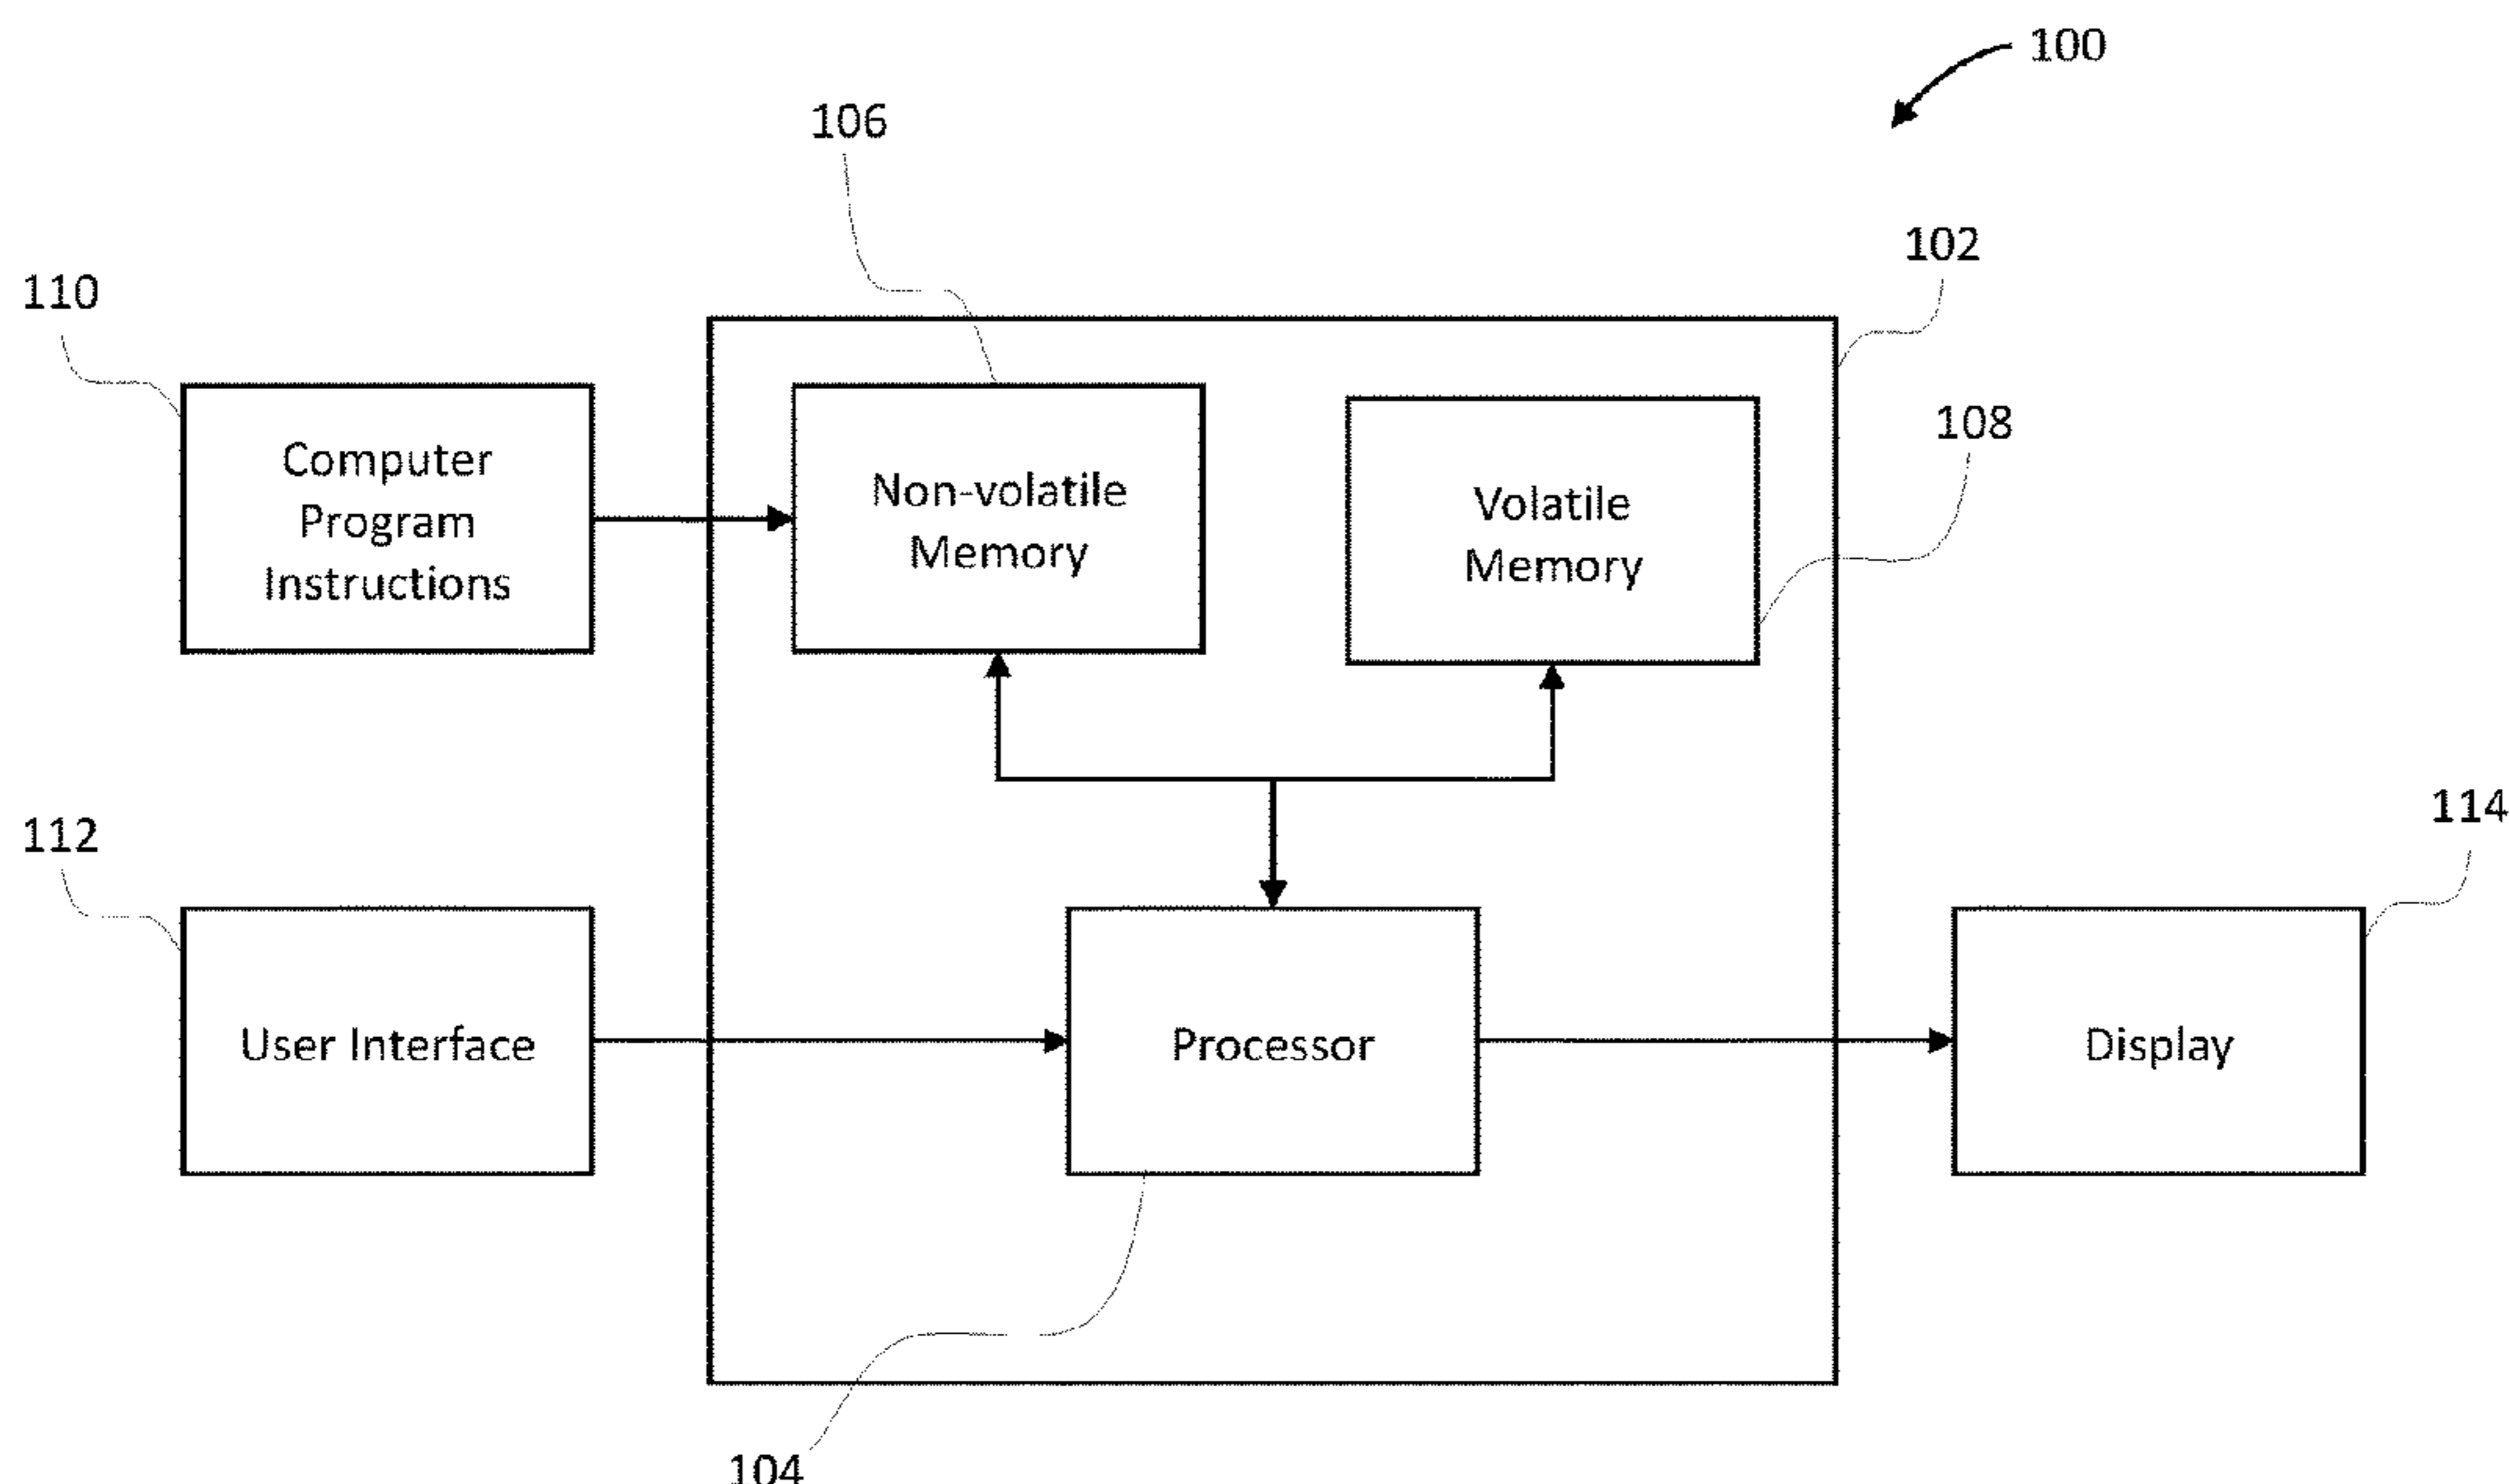 100
106
102
110
108
Computer
Program
Instructions
Non-volatile
Memory
Volatile
Memory
112
114
User Interface
Processor
Display
104